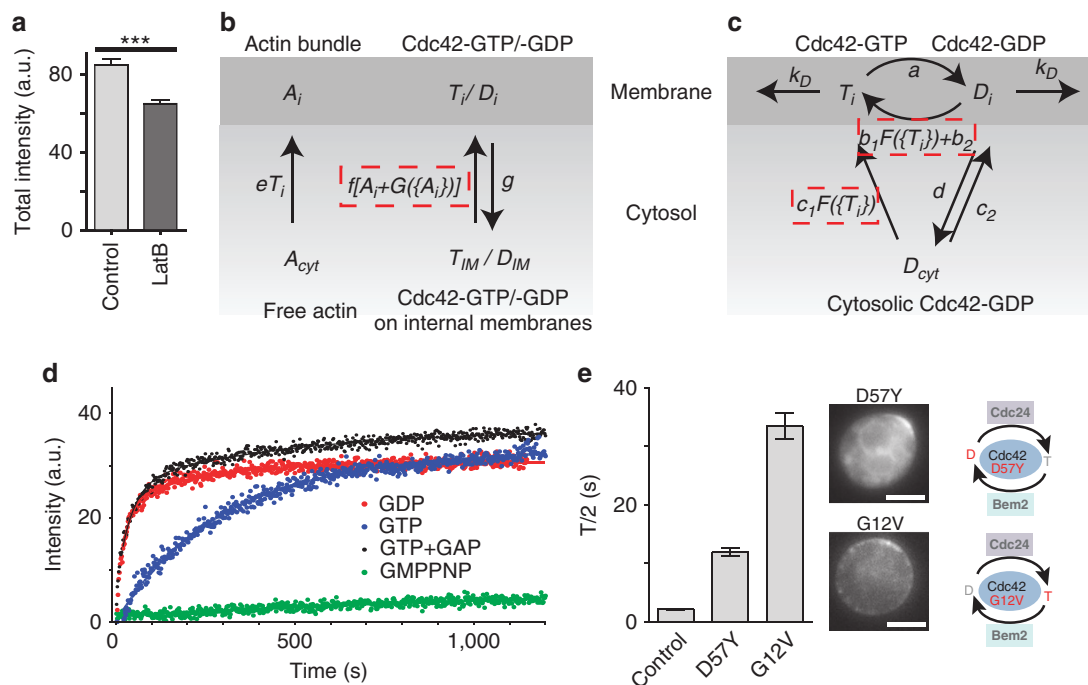 a
***
Total intensity (a.u.)
80
40
0
Control
LatB
b
Actin bundle
Cdc42-GTP/-GDP
A_i
T_i / D_i
eT_i
f[A_i+G({A_i})]
g
A_cyt
T_IM / D_IM
Free actin
Cdc42-GTP/-GDP
on internal membranes
Membrane
Cytosol
c
Cdc42-GTP
Cdc42-GDP
k_D
T_i
a
D_i
k_D
b_1F({T_i})+b_2
c_1F({T_i})
d
c_2
D_cyt
Cytosolic Cdc42-GDP
d
Intensity (a.u.)
40
20
0
GDP
GTP
GTP+GAP
GMPPNP
0
500
1,000
Time (s)
e
T/2 (s)
40
20
0
Control
D57Y
G12V
D57Y
G12V
Cdc24
D
Cdc42
D57Y
T
Bem2
Cdc24
D
Cdc42
G12V
T
Bem2